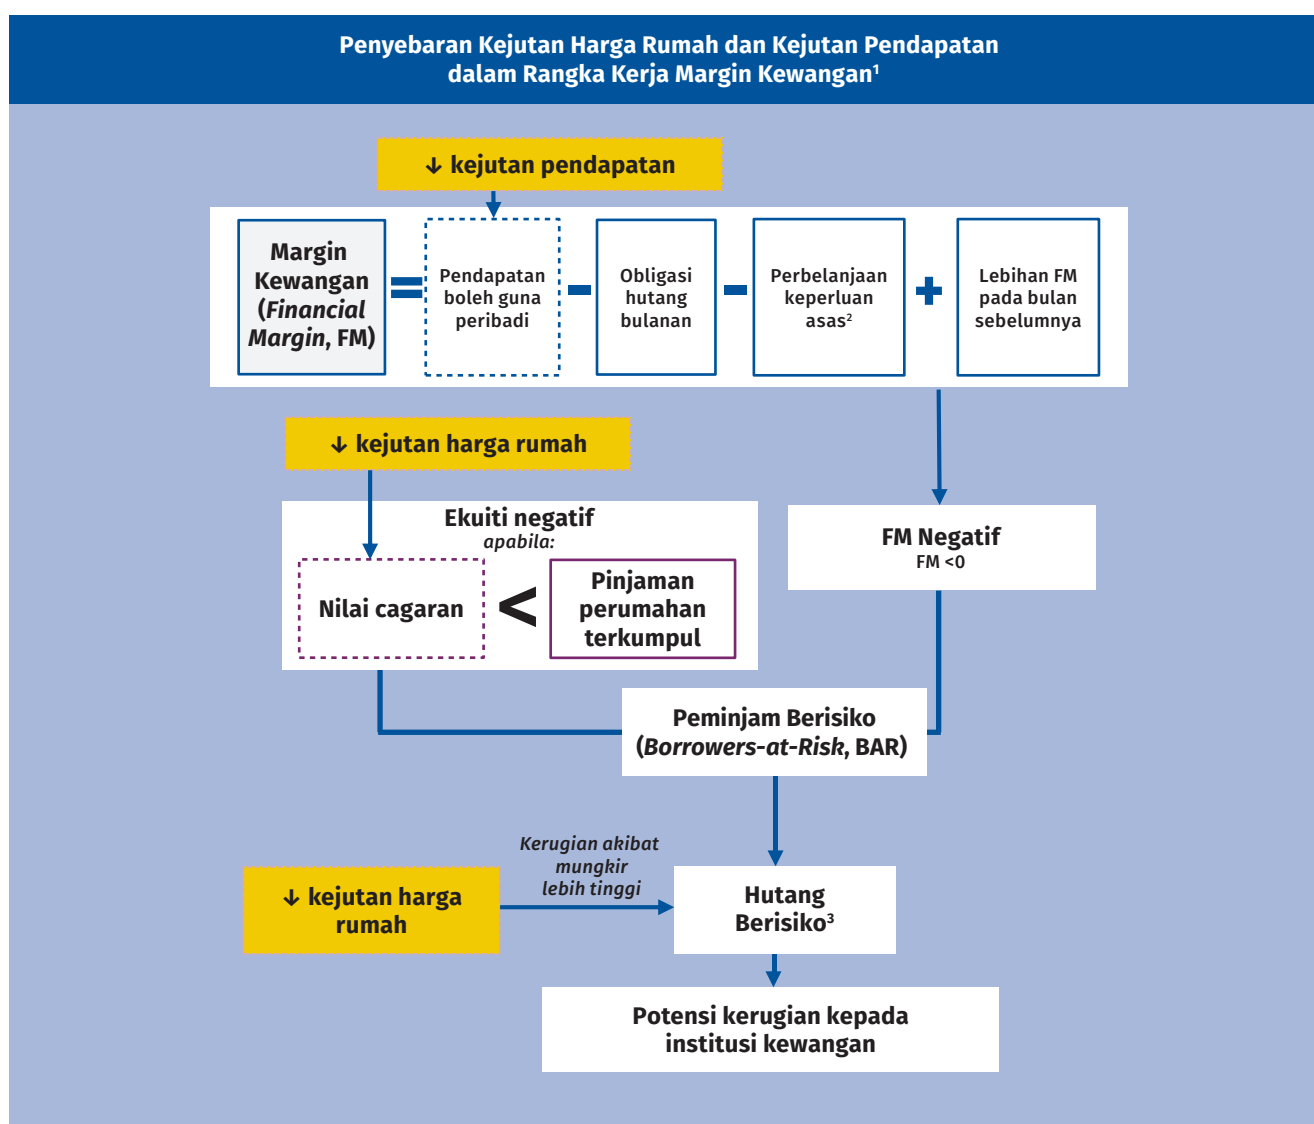 Penyebaran Kejutan Harga Rumah dan Kejutan Pendapatan
dalam Rangka Kerja Margin Kewangan¹
↓ kejutan pendapatan
Margin
Kewangan
(Financial
Margin, FM)
=
Pendapatan
boleh guna
peribadi
-
Obligasi
hutang
bulanan
-
Perbelanjaan
keperluan
asas²
+
Lebihan FM
pada bulan
sebelumnya
↓ kejutan harga rumah
Ekuiti negatif
apabila:
Nilai cagaran
<
Pinjaman
perumahan
terkumpul
FM Negatif
FM <0
Peminjam Berisiko
(Borrowers-at-Risk, BAR)
Kerugian akibat
mungkir
lebih tinggi
↓ kejutan harga
rumah
Hutang
Berisiko³
Potensi kerugian kepada
institusi kewangan